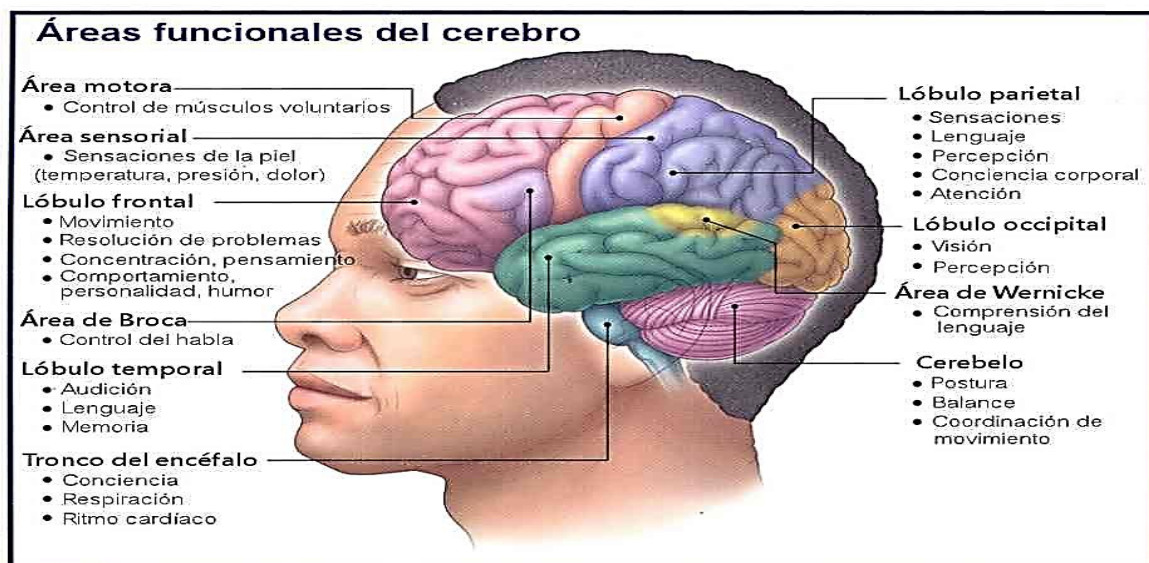 Áreas funcionales del cerebro
Área motora
• Control de músculos voluntarios
Área sensorial
• Sensaciones de la piel
(temperatura, presión, dolor)
Lóbulo frontal
• Movimiento
• Resolución de problemas
• Concentración, pensamiento
• Comportamiento,
personalidad, humor
Área de Broca
• Control del habla
Lóbulo temporal
• Audición
• Lenguaje
• Memoria
Tronco del encéfalo
• Conciencia
• Respiración
• Ritmo cardíaco
Lóbulo parietal
• Sensaciones
• Lenguaje
• Percepción
• Conciencia corporal
• Atención
Lóbulo occipital
• Visión
• Percepción
Área de Wernicke
• Comprensión del
lenguaje
Cerebelo
• Postura
• Balance
• Coordinación de
movimiento